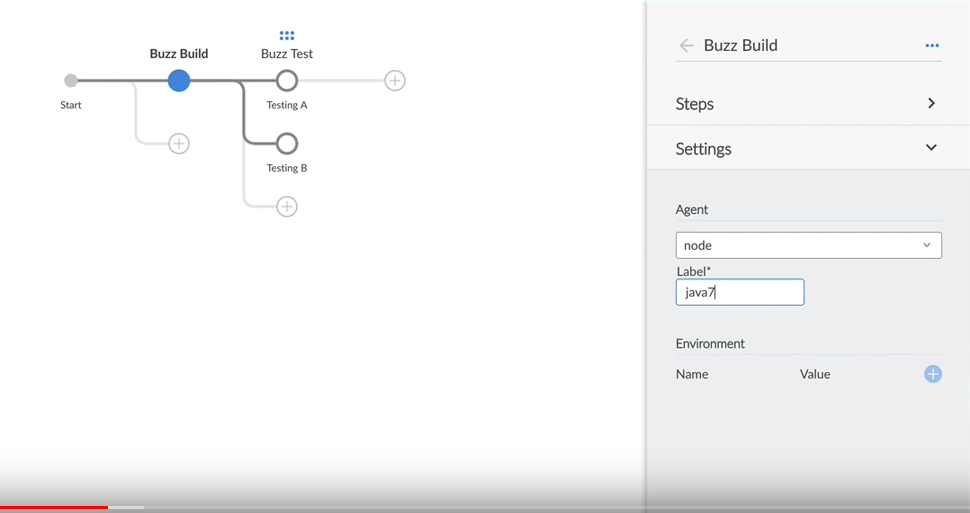 Buzz Build
Buzz Test
Start
Testing A
Testing B
Buzz Build
Steps
Settings
Agent
node
Label*
java7
Environment
Name Value